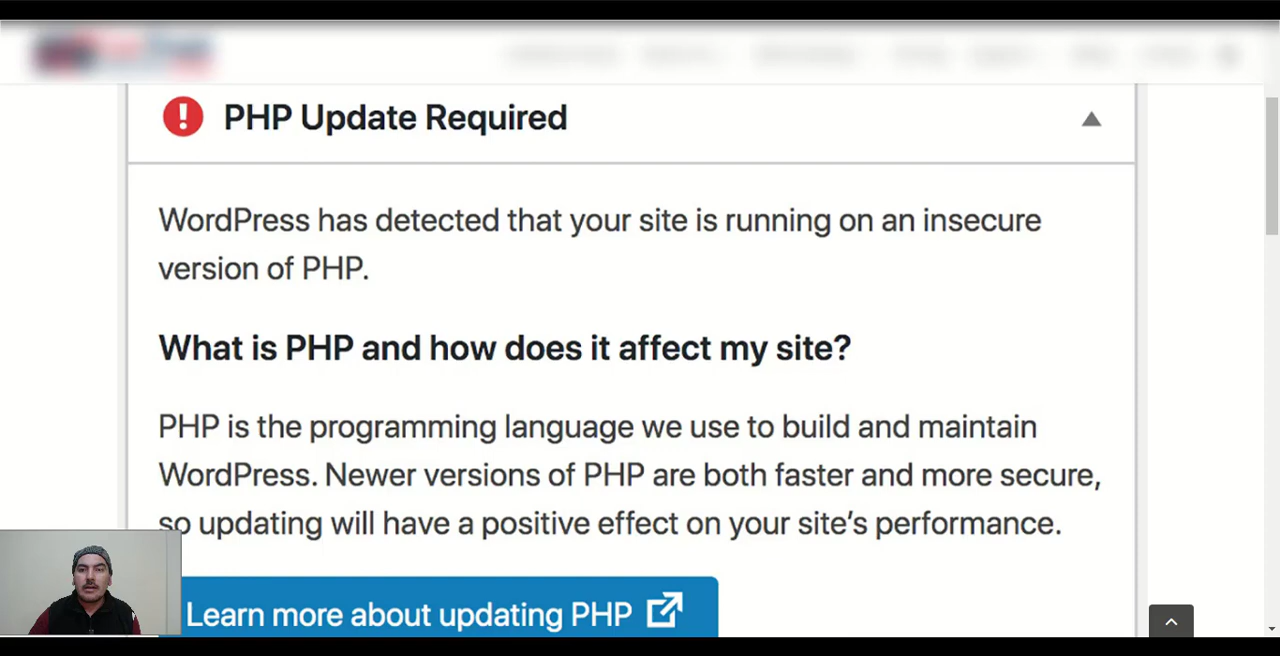 PHP Update Required
WordPress has detected that your site is running on an insecure
version of PHP.
What is PHP and how does it affect my site?
PHP is the programming language we use to build and maintain
WordPress. Newer versions of PHP are both faster and more secure,
so updating will have a positive effect on your site's performance.
Learn more about updating PHP